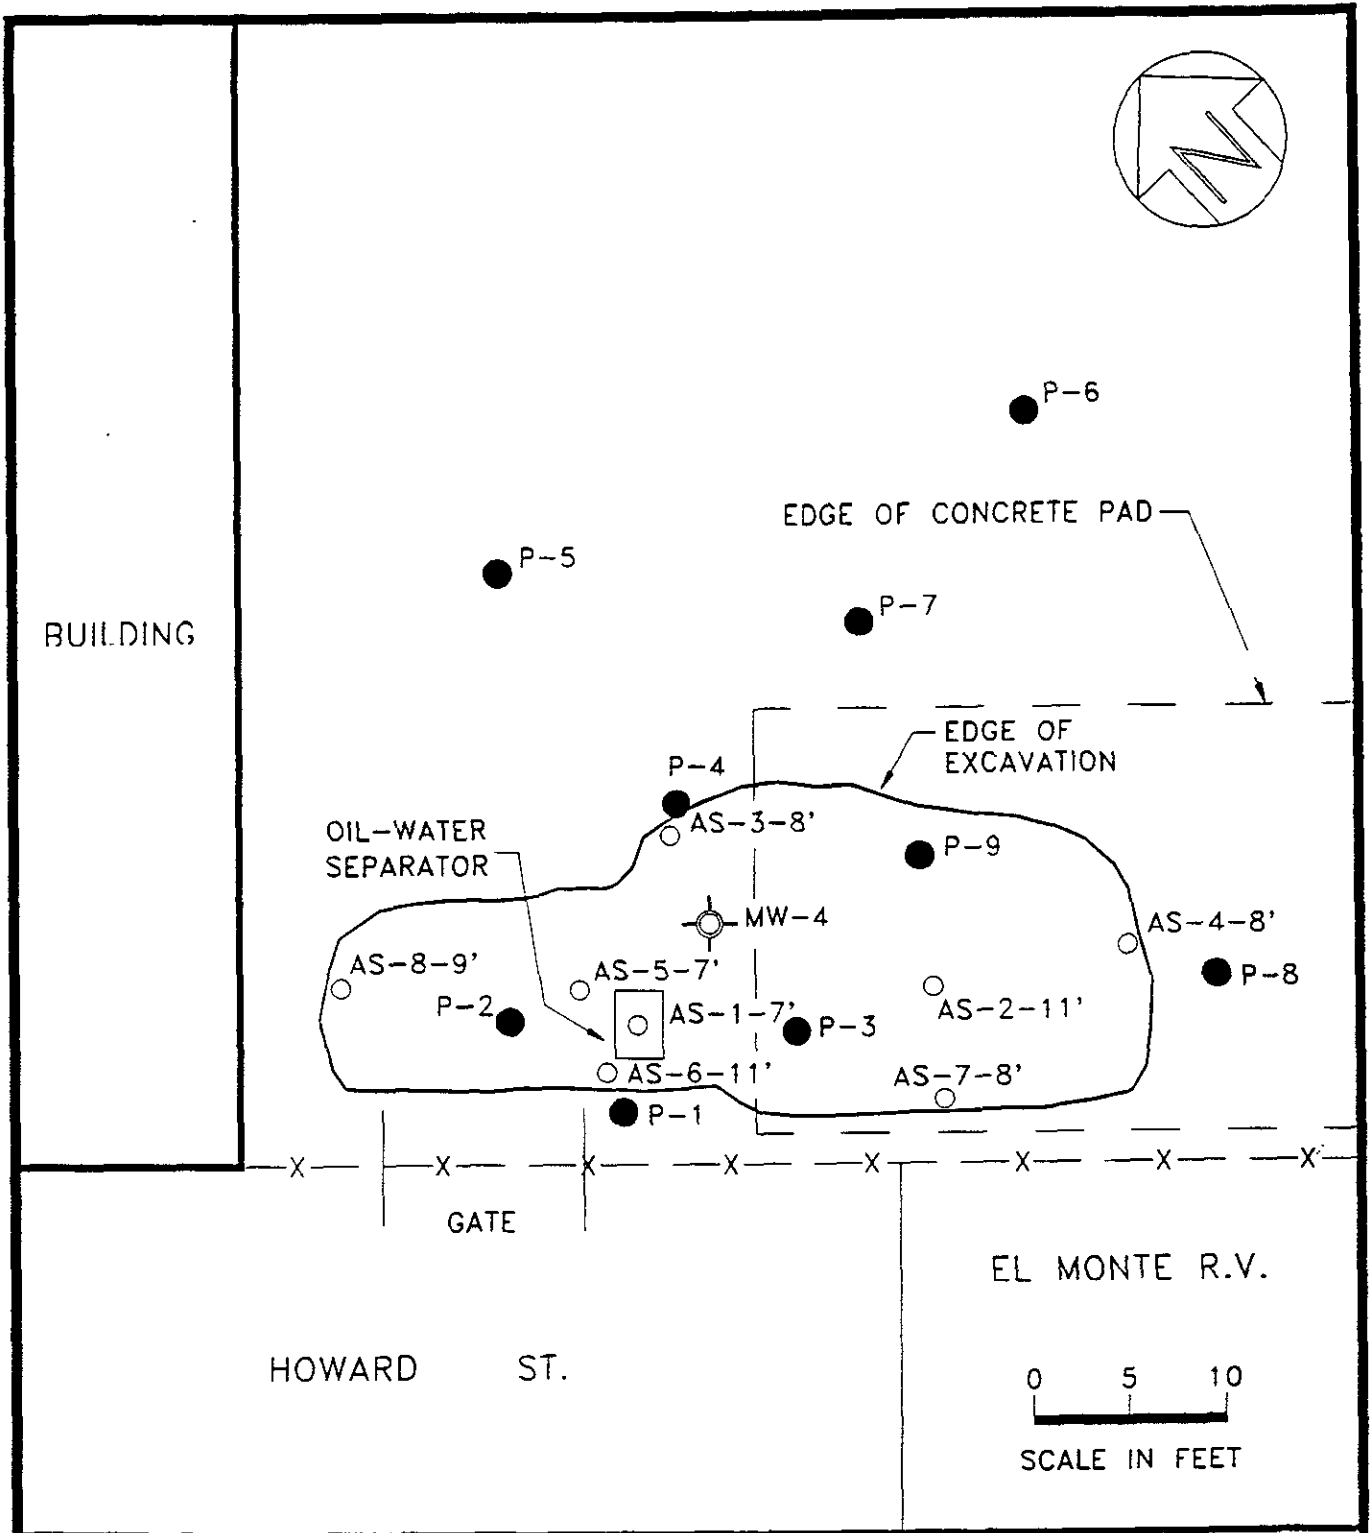 N
P-6
EDGE OF CONCRETE PAD
P-5
P-7
BUILDING
EDGE OF
EXCAVATION
P-4
AS-3-8'
OIL-WATER
SEPARATOR
P-9
MW-4
AS-4-8'
AS-8-9'
AS-5-7'
P-8
P-2
AS-1-7'
P-3
AS-2-11'
AS-6-11'
AS-7-8'
P-1
X X X X X X X X
GATE
EL MONTE R.V.
HOWARD ST.
0 5 10
SCALE IN FEET